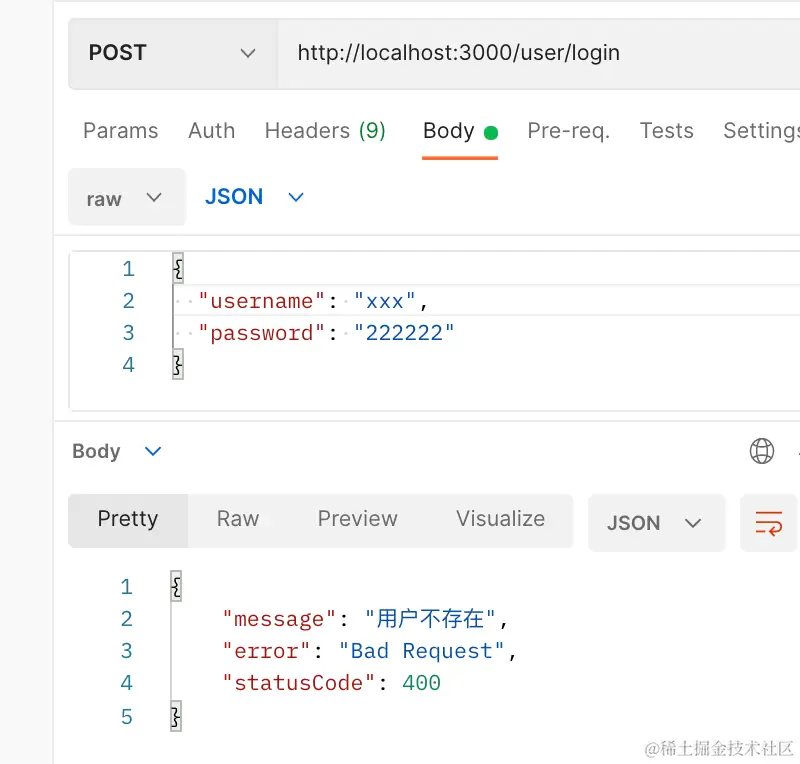 POST http://localhost:3000/user/login
Params Auth Headers (9) Body Pre-req. Tests Settings
raw JSON
1 {
2 "username": "xxx",
3 "password": "222222"
4 }
Body
Pretty Raw Preview Visualize JSON
1 {
2 "message": "用户不存在",
3 "error": "Bad Request",
4 "statusCode": 400
5 }
@稀土掘金技术社区